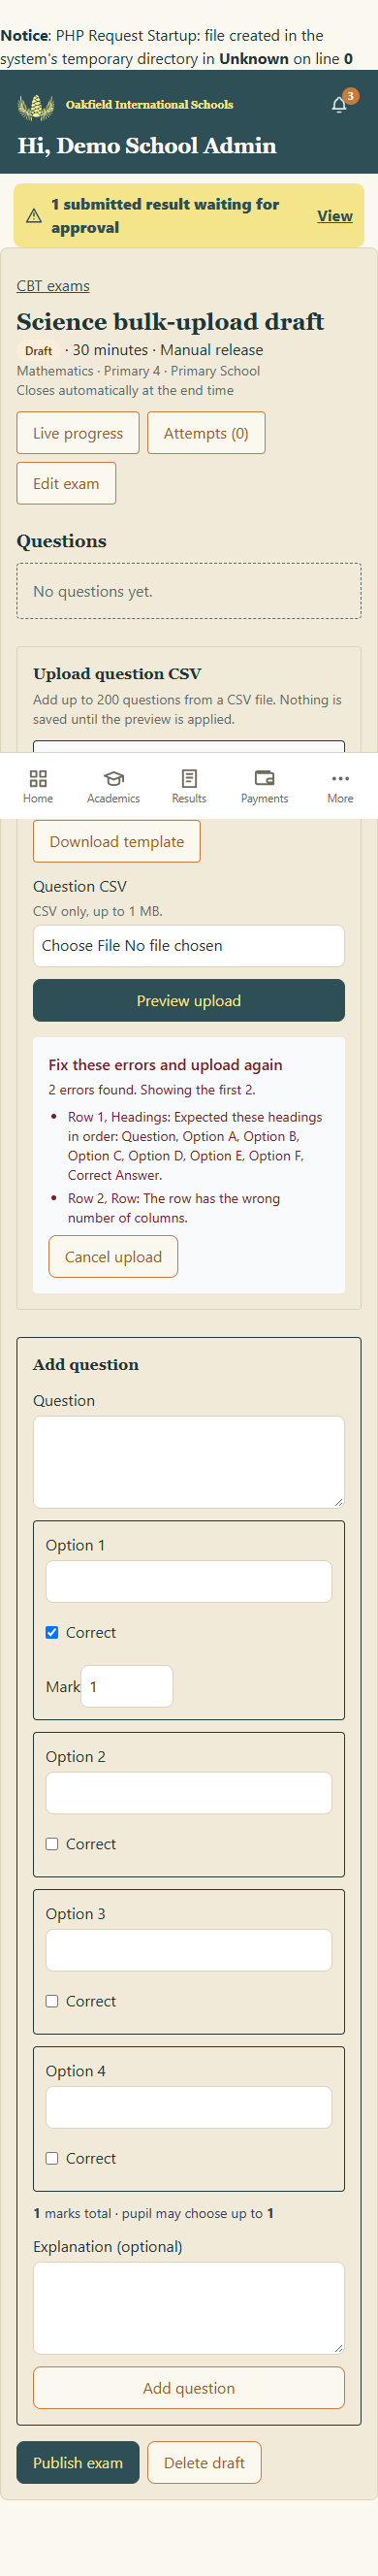 Notice: PHP Request Startup: file created in the
system's temporary directory in Unknown on line 0
Oakfield International Schools
3
Hi, Demo School Admin
1 submitted result waiting for
approval
View
CBT exams
Science bulk-upload draft
Draft · 30 minutes · Manual release
Mathematics · Primary 4 · Primary School
Closes automatically at the end time
Live progress
Attempts (0)
Edit exam
Questions
No questions yet.
Upload question CSV
Add up to 200 questions from a CSV file. Nothing is
saved until the preview is applied.
Home
Academics
Results
Payments
More
Download template
Question CSV
CSV only, up to 1 MB.
Choose File No file chosen
Preview upload
Fix these errors and upload again
2 errors found. Showing the first 2.
• Row 1, Headings: Expected these headings
in order: Question, Option A, Option B,
Option C, Option D, Option E, Option F,
Correct Answer.
• Row 2, Row: The row has the wrong
number of columns.
Cancel upload
Add question
Question
Option 1
Correct
Mark 1
Option 2
Correct
Option 3
Correct
Option 4
Correct
1 marks total · pupil may choose up to 1
Explanation (optional)
Add question
Publish exam
Delete draft